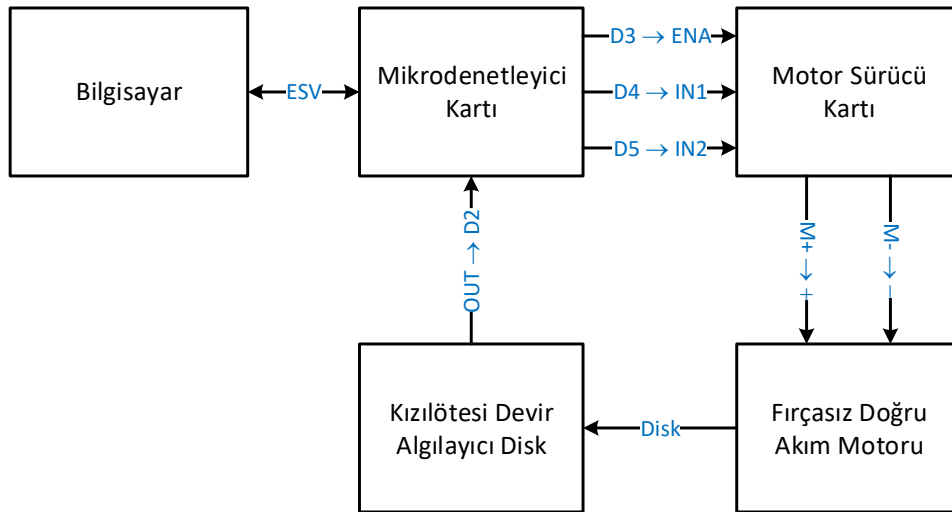 Bilgisayar
ESV
Mikrodenetleyici
Kartı
D3 → ENA
D4 → IN1
D5 → IN2
Motor Sürücü
Kartı
OUT → D2
M+ → +
M- → -
Kızılötesi Devir
Algılayıcı Disk
Disk
Fırçasız Doğru
Akım Motoru